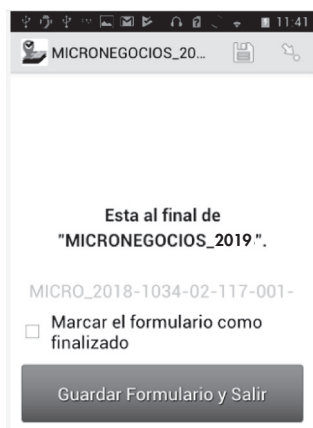 11:41
MICRONEGOCIOS_20...
Esta al final de
"MICRONEGOCIOS_2019".
MICRO_2018-1034-02-117-001-
Marcar el formulario como
finalizado
Guardar Formulario y Salir